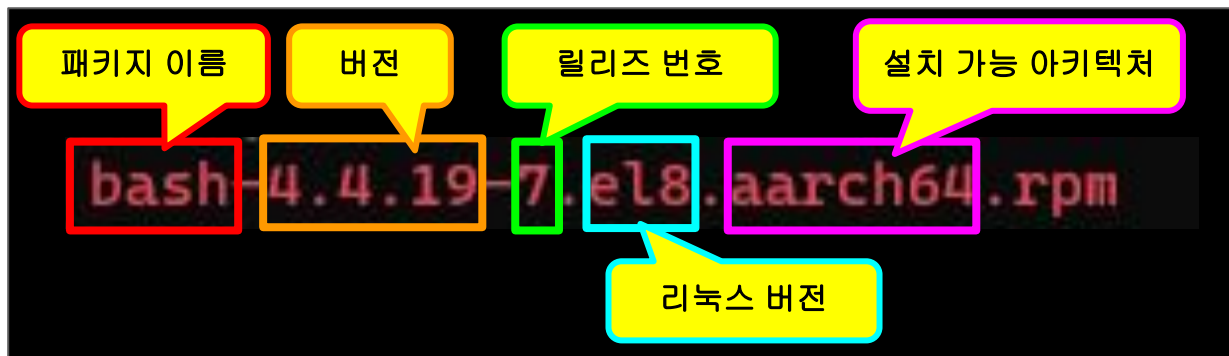 패키지 이름
버전
릴리즈 번호
설치 가능 아키텍처
bash-4.4.19-7.el8.aarch64.rpm
리눅스 버전